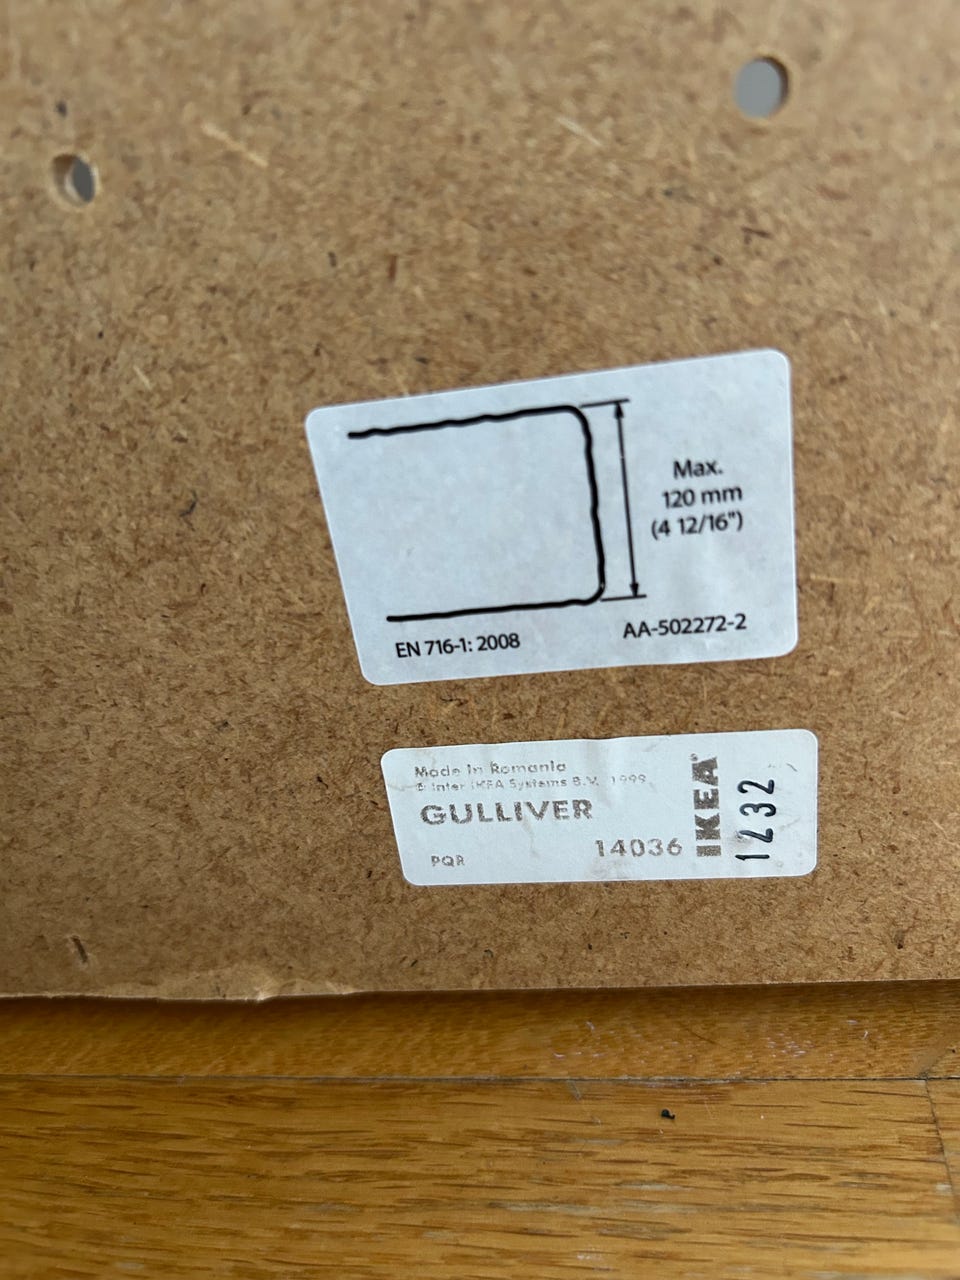 Max.
120 mm
(4 12/16")
EN 716-1: 2008
AA-502272-2
Made in Romania
© Inter IKEA Systems B.V. 1999
GULLIVER
PQR
14036
IKEA®
1232